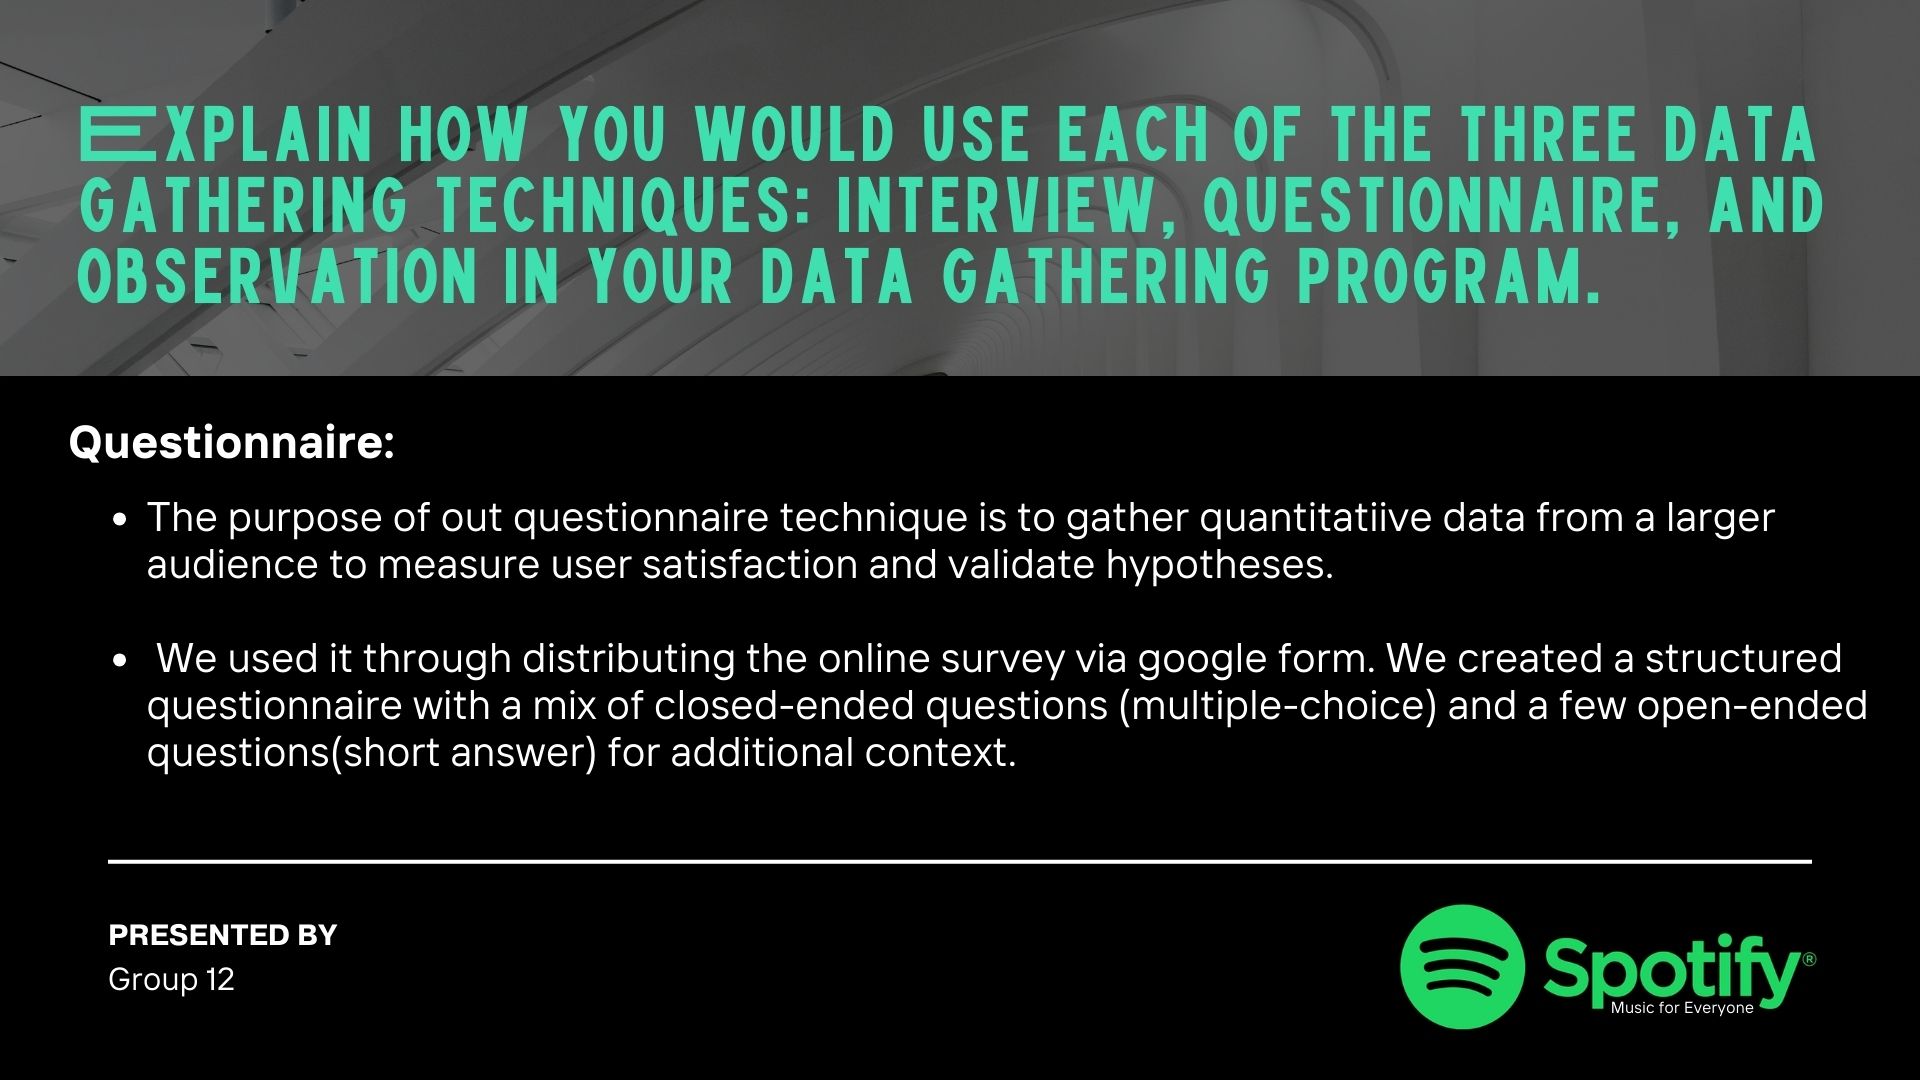 EXPLAIN HOW YOU WOULD USE EACH OF THE THREE DATA
GATHERING TECHNIQUES: INTERVIEW, QUESTIONNAIRE, AND
OBSERVATION IN YOUR DATA GATHERING PROGRAM.
Questionnaire:
• The purpose of out questionnaire technique is to gather quantitatiive data from a larger
audience to measure user satisfaction and validate hypotheses.
• We used it through distributing the online survey via google form. We created a structured
questionnaire with a mix of closed-ended questions (multiple-choice) and a few open-ended
questions(short answer) for additional context.
PRESENTED BY
Group 12
Spotify®
Music for Everyone